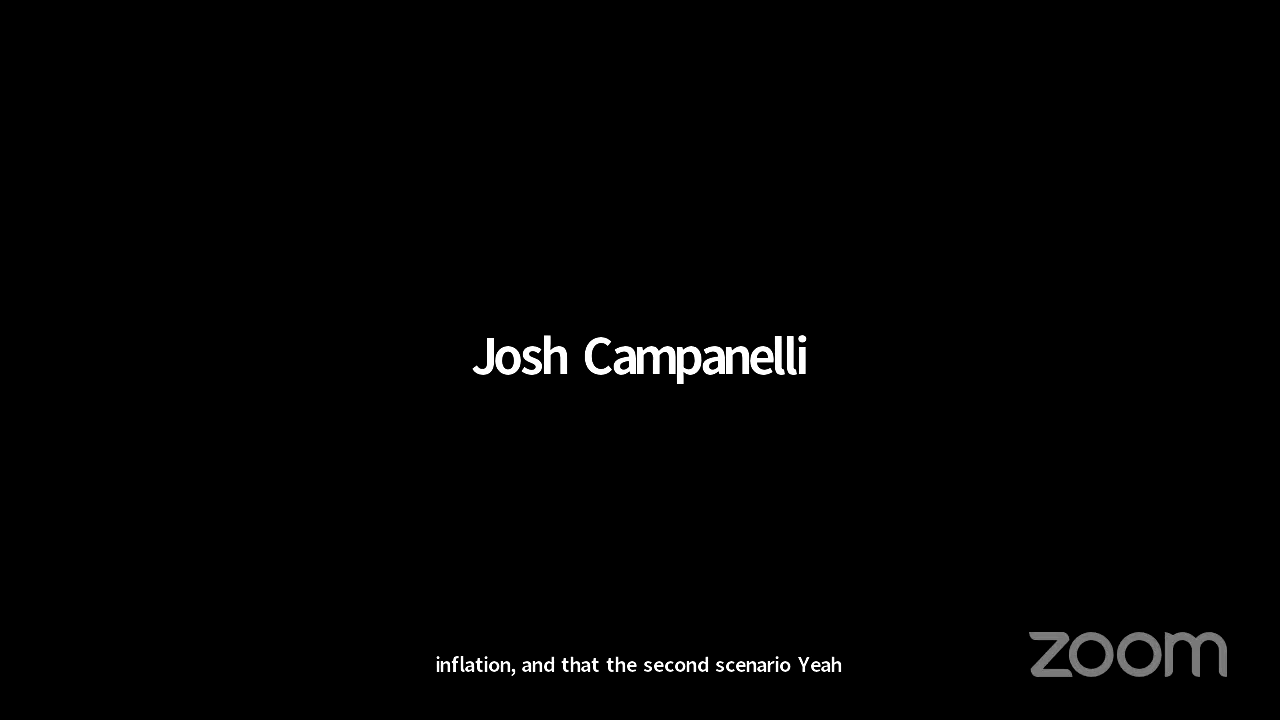 Josh Campanelli
inflation, and that the second scenario Yeah
zoom